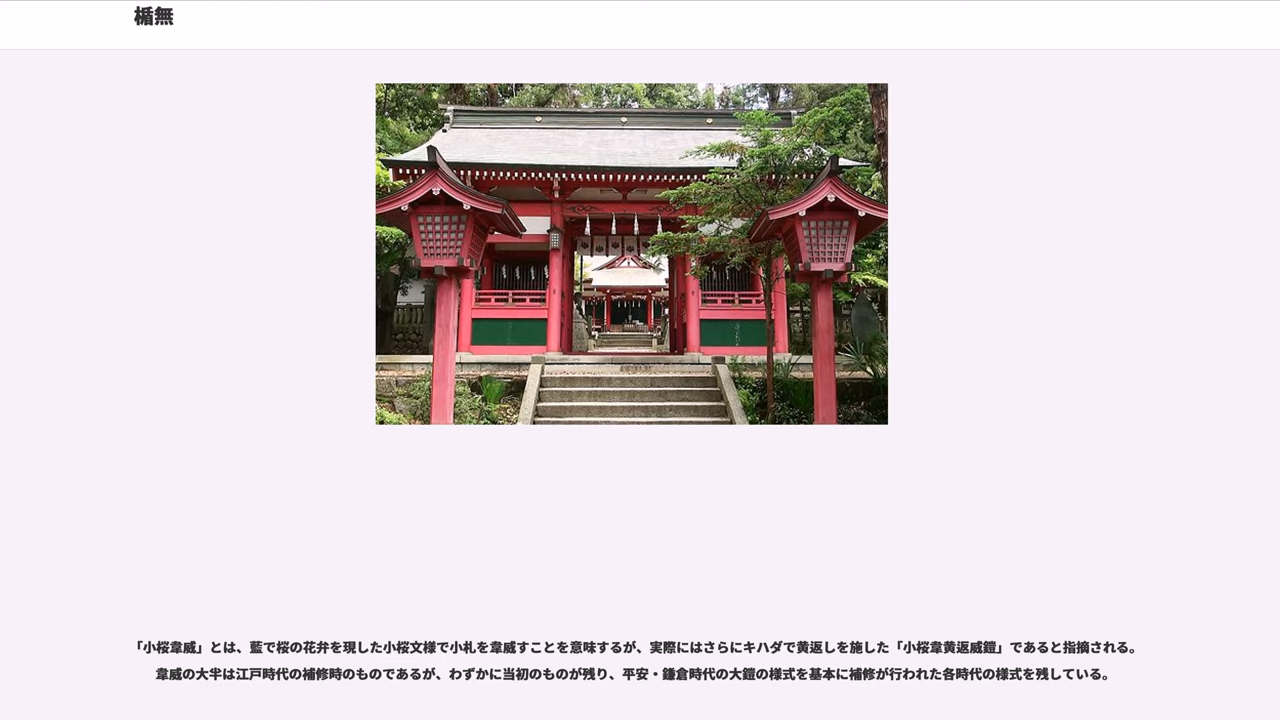 楯無
「小桜韋威」とは、藍で桜の花弁を現した小桜文様で小札を韋威すことを意味するが、実際にはさらにキハダで黄返しを施した「小桜韋黄返威鎧」であると指摘される。
韋威の大半は江戸時代の補修時のものであるが、わずかに当初のものが残り、平安・鎌倉時代の大鎧の様式を基本に補修が行われた各時代の様式を残している。